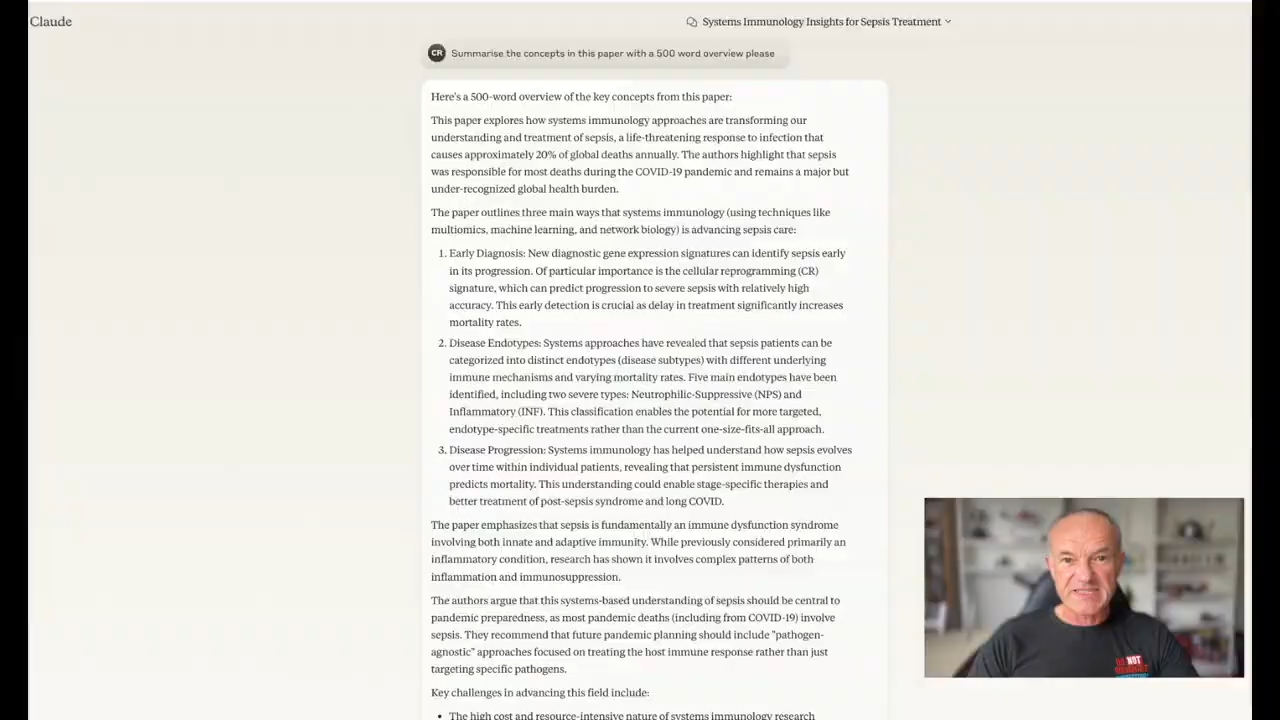 Claude
Systems Immunology Insights for Sepsis Treatment
CR Summarise the concepts in this paper with a 500 word overview please
Here's a 500-word overview of the key concepts from this paper:
This paper explores how systems immunology approaches are transforming our
understanding and treatment of sepsis, a life-threatening response to infection that
causes approximately 20% of global deaths annually. The authors highlight that sepsis
was responsible for most deaths during the COVID-19 pandemic and remains a major but
under-recognized global health burden.
The paper outlines three main ways that systems immunology (using techniques like
multiomics, machine learning, and network biology) is advancing sepsis care:
1. Early Diagnosis: New diagnostic gene expression signatures can identify sepsis early
in its progression. Of particular importance is the cellular reprogramming (CR)
signature, which can predict progression to severe sepsis with relatively high
accuracy. This early detection is crucial as delay in treatment significantly increases
mortality rates.
2. Disease Endotypes: Systems approaches have revealed that sepsis patients can be
categorized into distinct endotypes (disease subtypes) with different underlying
immune mechanisms and varying mortality rates. Five main endotypes have been
identified, including two severe types: Neutrophilic-Suppressive (NPS) and
Inflammatory (INF). This classification enables the potential for more targeted,
endotype-specific treatments rather than the current one-size-fits-all approach.
3. Disease Progression: Systems immunology has helped understand how sepsis evolves
over time within individual patients, revealing that persistent immune dysfunction
predicts mortality. This understanding could enable stage-specific therapies and
better treatment of post-sepsis syndrome and long COVID.
The paper emphasizes that sepsis is fundamentally an immune dysfunction syndrome
involving both innate and adaptive immunity. While previously considered primarily an
inflammatory condition, research has shown it involves complex patterns of both
inflammation and immunosuppression.
The authors argue that this systems-based understanding of sepsis should be central to
pandemic preparedness, as most pandemic deaths (including from COVID-19) involve
sepsis. They recommend that future pandemic planning should include "pathogen-
agnostic" approaches focused on treating the host immune response rather than just
targeting specific pathogens.
Key challenges in advancing this field include:
• The high cost and resource-intensive nature of systems immunology research
NOT